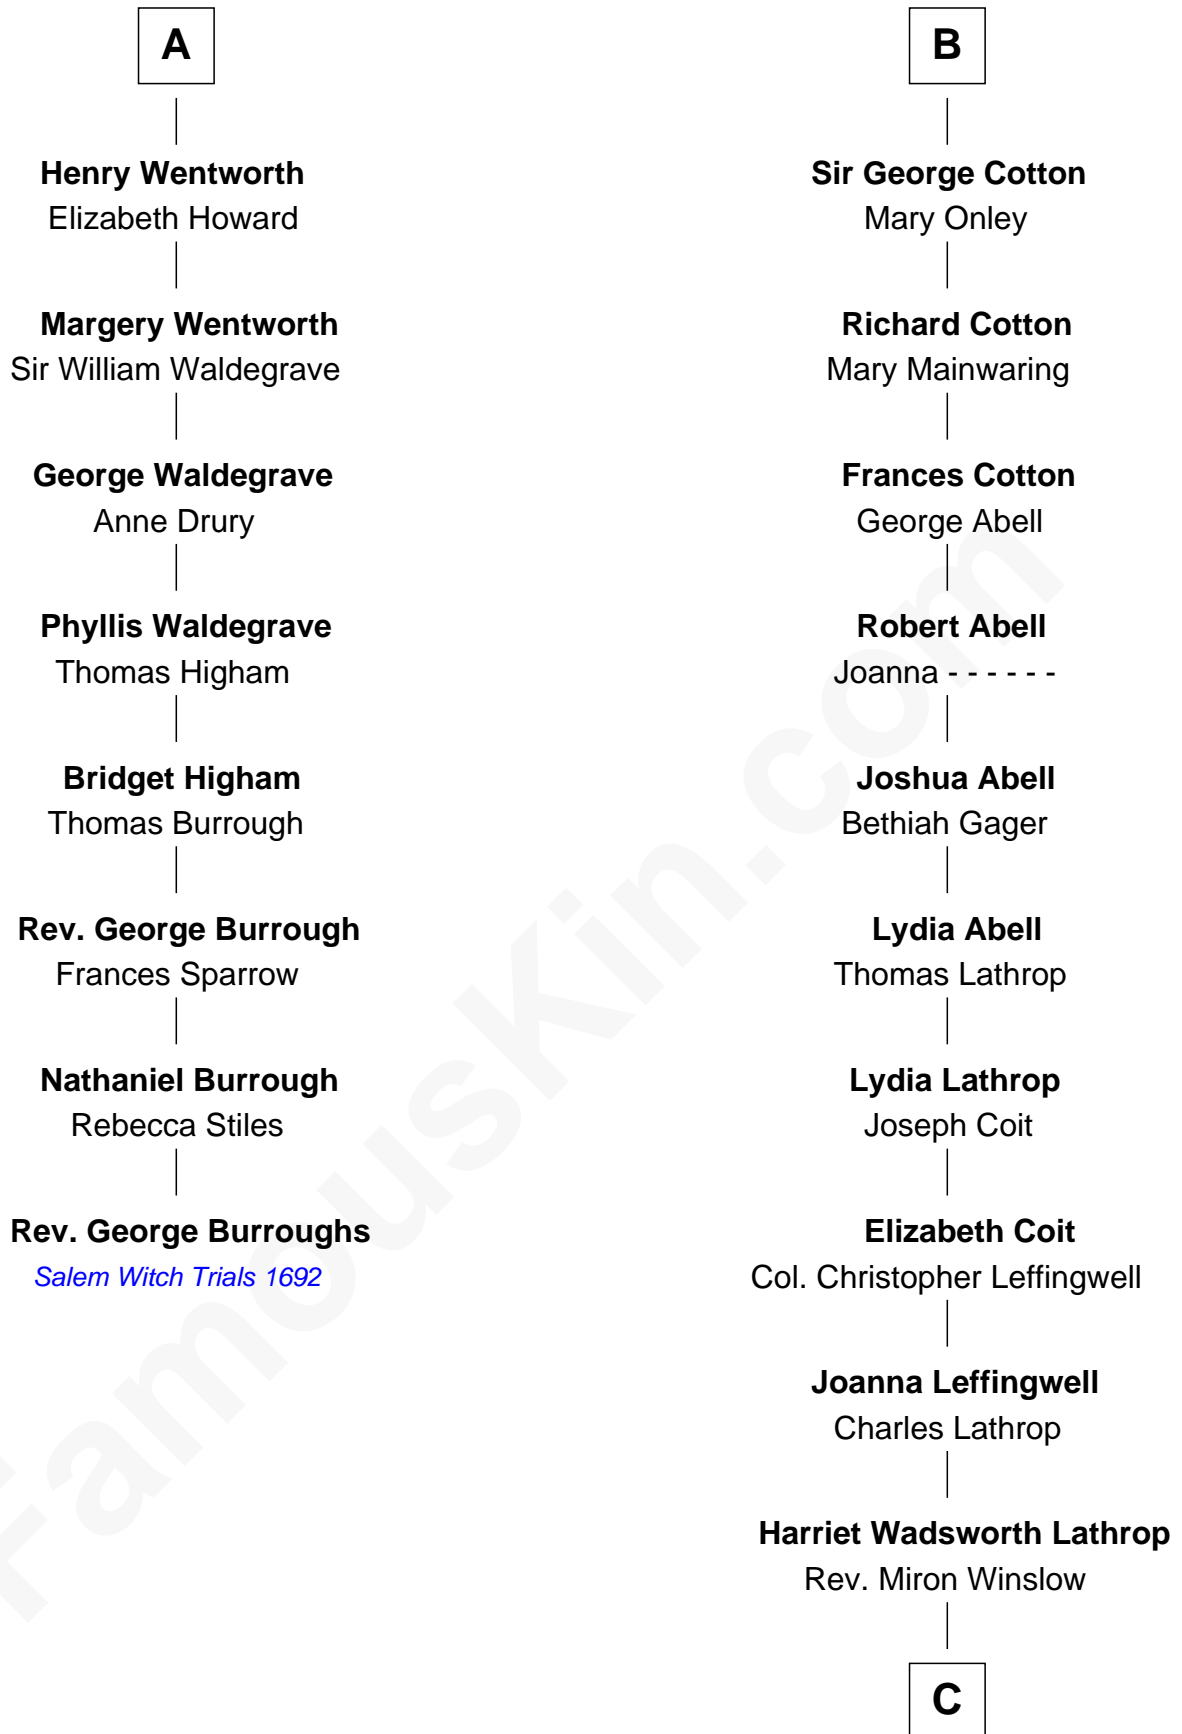 A
Henry Wentworth
Elizabeth Howard
Margery Wentworth
Sir William Waldegrave
George Waldegrave
Anne Drury
Phyllis Waldegrave
Thomas Higham
Bridget Higham
Thomas Burrough
Rev. George Burrough
Frances Sparrow
Nathaniel Burrough
Rebecca Stiles
Rev. George Burroughs
Salem Witch Trials 1692
B
Sir George Cotton
Mary Onley
Richard Cotton
Mary Mainwaring
Frances Cotton
George Abell
Robert Abell
Joanna - - - - - -
Joshua Abell
Bethiah Gager
Lydia Abell
Thomas Lathrop
Lydia Lathrop
Joseph Coit
Elizabeth Coit
Col. Christopher Leffingwell
Joanna Leffingwell
Charles Lathrop
Harriet Wadsworth Lathrop
Rev. Miron Winslow
C
FamousKin.com